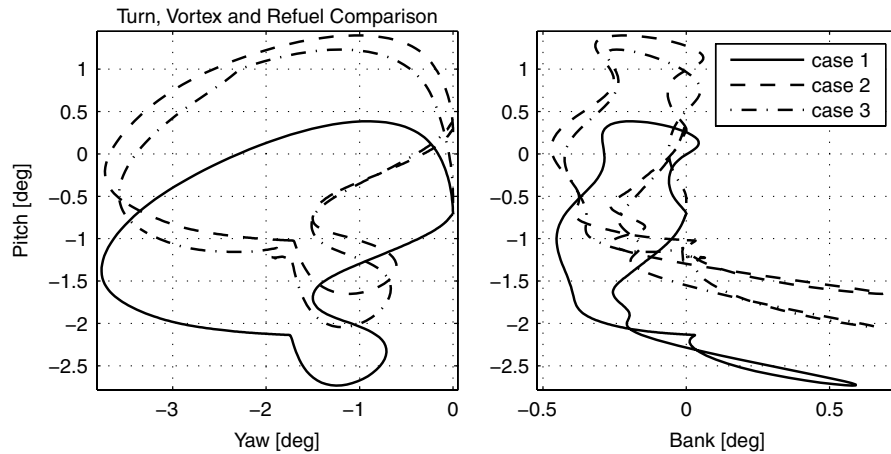 Turn, Vortex and Refuel Comparison
Pitch [deg]
1
0.5
0
−0.5
−1
−1.5
−2
−2.5
−3 −2 −1 0
Yaw [deg]
case 1
case 2
case 3
1
0.5
0
−0.5
−1
−1.5
−2
−2.5
−0.5 0 0.5
Bank [deg]